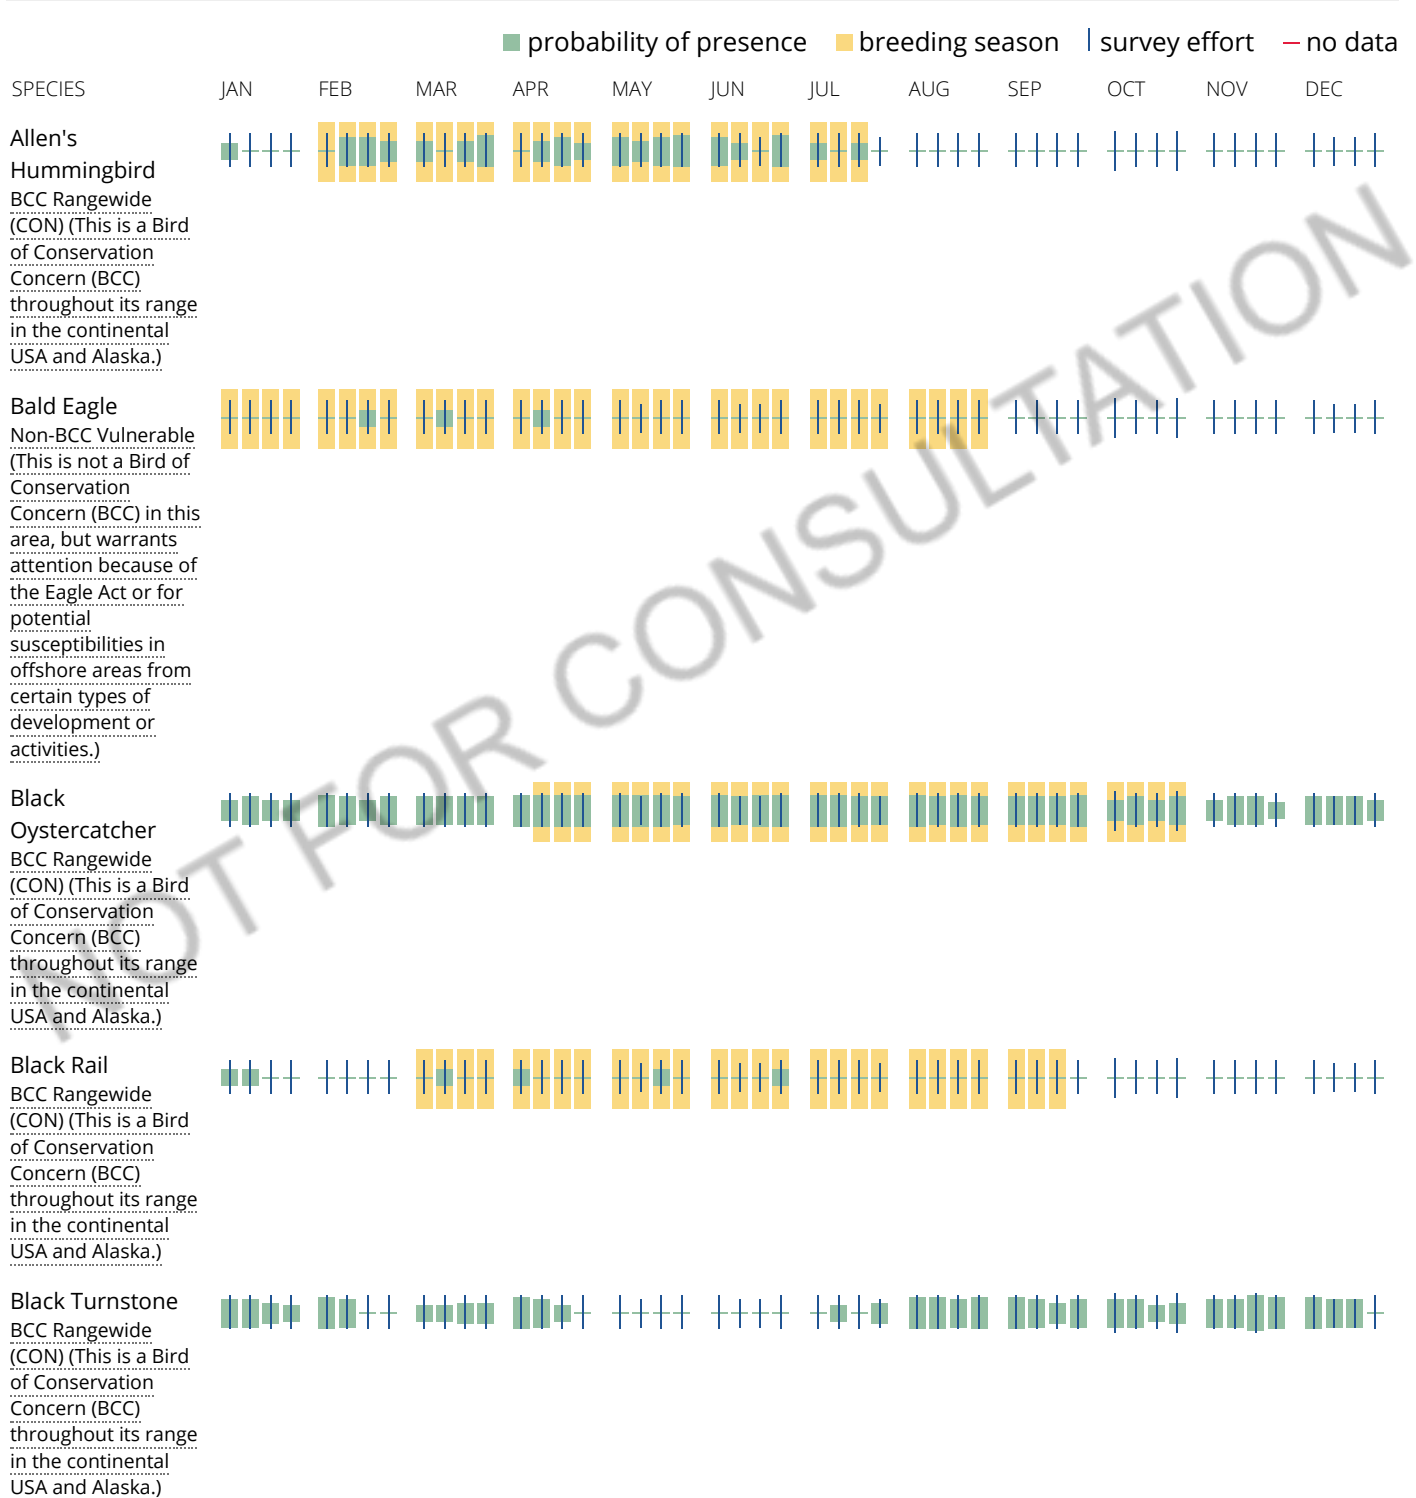 probability of presence breeding season survey effort no data
SPECIES JAN FEB MAR APR MAY JUN JUL AUG SEP OCT NOV DEC
Allen's
Hummingbird
BCC Rangewide
(CON) (This is a Bird
of Conservation
Concern (BCC)
throughout its range
in the continental
USA and Alaska.)
Bald Eagle
Non-BCC Vulnerable
(This is not a Bird of
Conservation
Concern (BCC) in this
area, but warrants
attention because of
the Eagle Act or for
potential
susceptibilities in
offshore areas from
certain types of
development or
activities.)
Black
Oystercatcher
BCC Rangewide
(CON) (This is a Bird
of Conservation
Concern (BCC)
throughout its range
in the continental
USA and Alaska.)
Black Rail
BCC Rangewide
(CON) (This is a Bird
of Conservation
Concern (BCC)
throughout its range
in the continental
USA and Alaska.)
Black Turnstone
BCC Rangewide
(CON) (This is a Bird
of Conservation
Concern (BCC)
throughout its range
in the continental
USA and Alaska.)
NOT FOR CONSULTATION